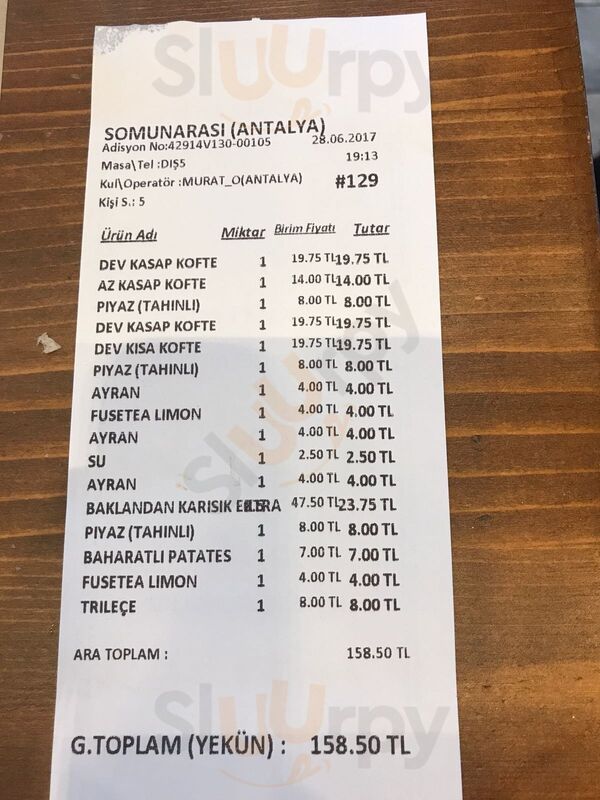 Sluurpy
SOMUNARASI (ANTALYA)
Adisyon No:42914V130-00105 28.06.2017
Masa\Tel :DIŞ5 19:13
Kul\Operatör :MURAT_O(ANTALYA) #129
Kişi S.: 5
Ürün Adı Miktar Birim Fiyatı Tutar
DEV KASAP KOFTE 1 19.75 TL 19.75 TL
AZ KASAP KOFTE 1 14.00 TL 14.00 TL
PIYAZ (TAHINLI) 1 8.00 TL 8.00 TL
DEV KASAP KOFTE 1 19.75 TL 19.75 TL
DEV KISA KOFTE 1 19.75 TL 19.75 TL
PIYAZ (TAHINLI) 1 8.00 TL 8.00 TL
AYRAN 1 4.00 TL 4.00 TL
FUSETEA LIMON 1 4.00 TL 4.00 TL
AYRAN 1 4.00 TL 4.00 TL
SU 1 2.50 TL 2.50 TL
AYRAN 1 4.00 TL 4.00 TL
BAKLANDAN KARISIK 47.50 TL 23.75 TL
PIYAZ (TAHINLI) 1 8.00 TL 8.00 TL
BAHARATLI PATATES 1 7.00 TL 7.00 TL
FUSETEA LIMON 1 4.00 TL 4.00 TL
TRILEÇE 1 8.00 TL 8.00 TL
ARA TOPLAM : 158.50 TL
G.TOPLAM (YEKÜN) : 158.50 TL
Sluurpy